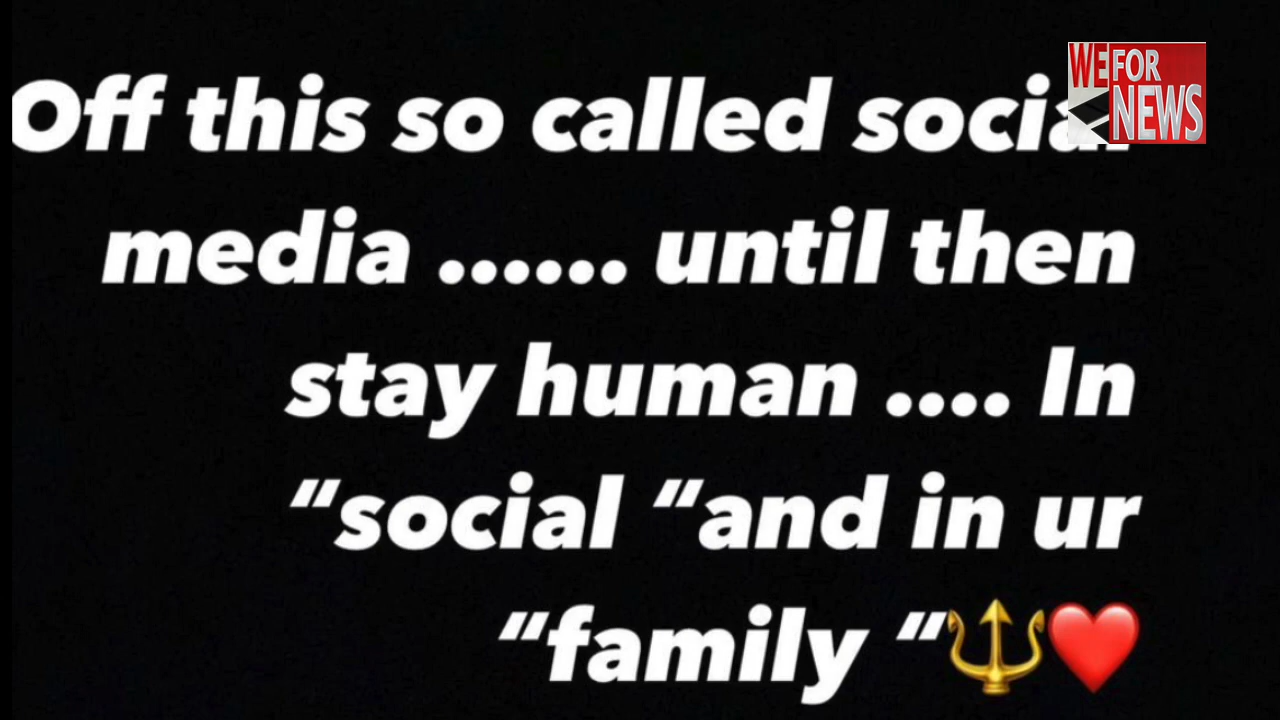 Off this so called social
media ...... until then
stay human .... In
“social “and in ur
“family “🔱❤️
WE FOR
NEWS